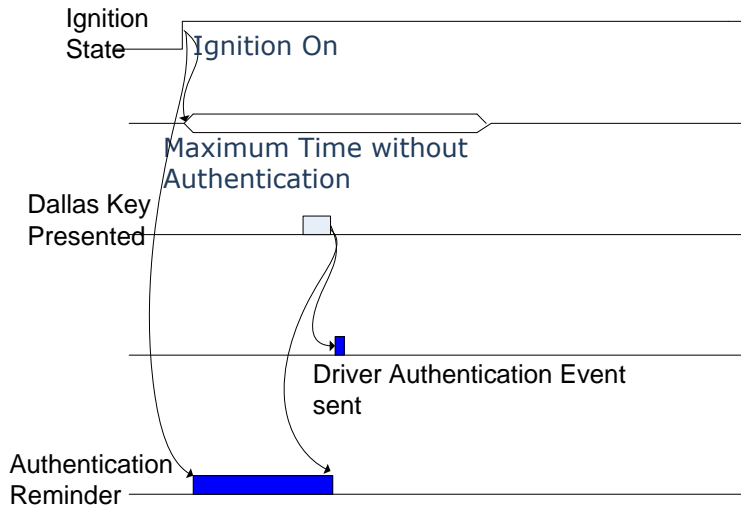 Ignition
State
Ignition On
Maximum Time without
Authentication
Dallas Key
Presented
Driver Authentication Event
sent
Authentication
Reminder